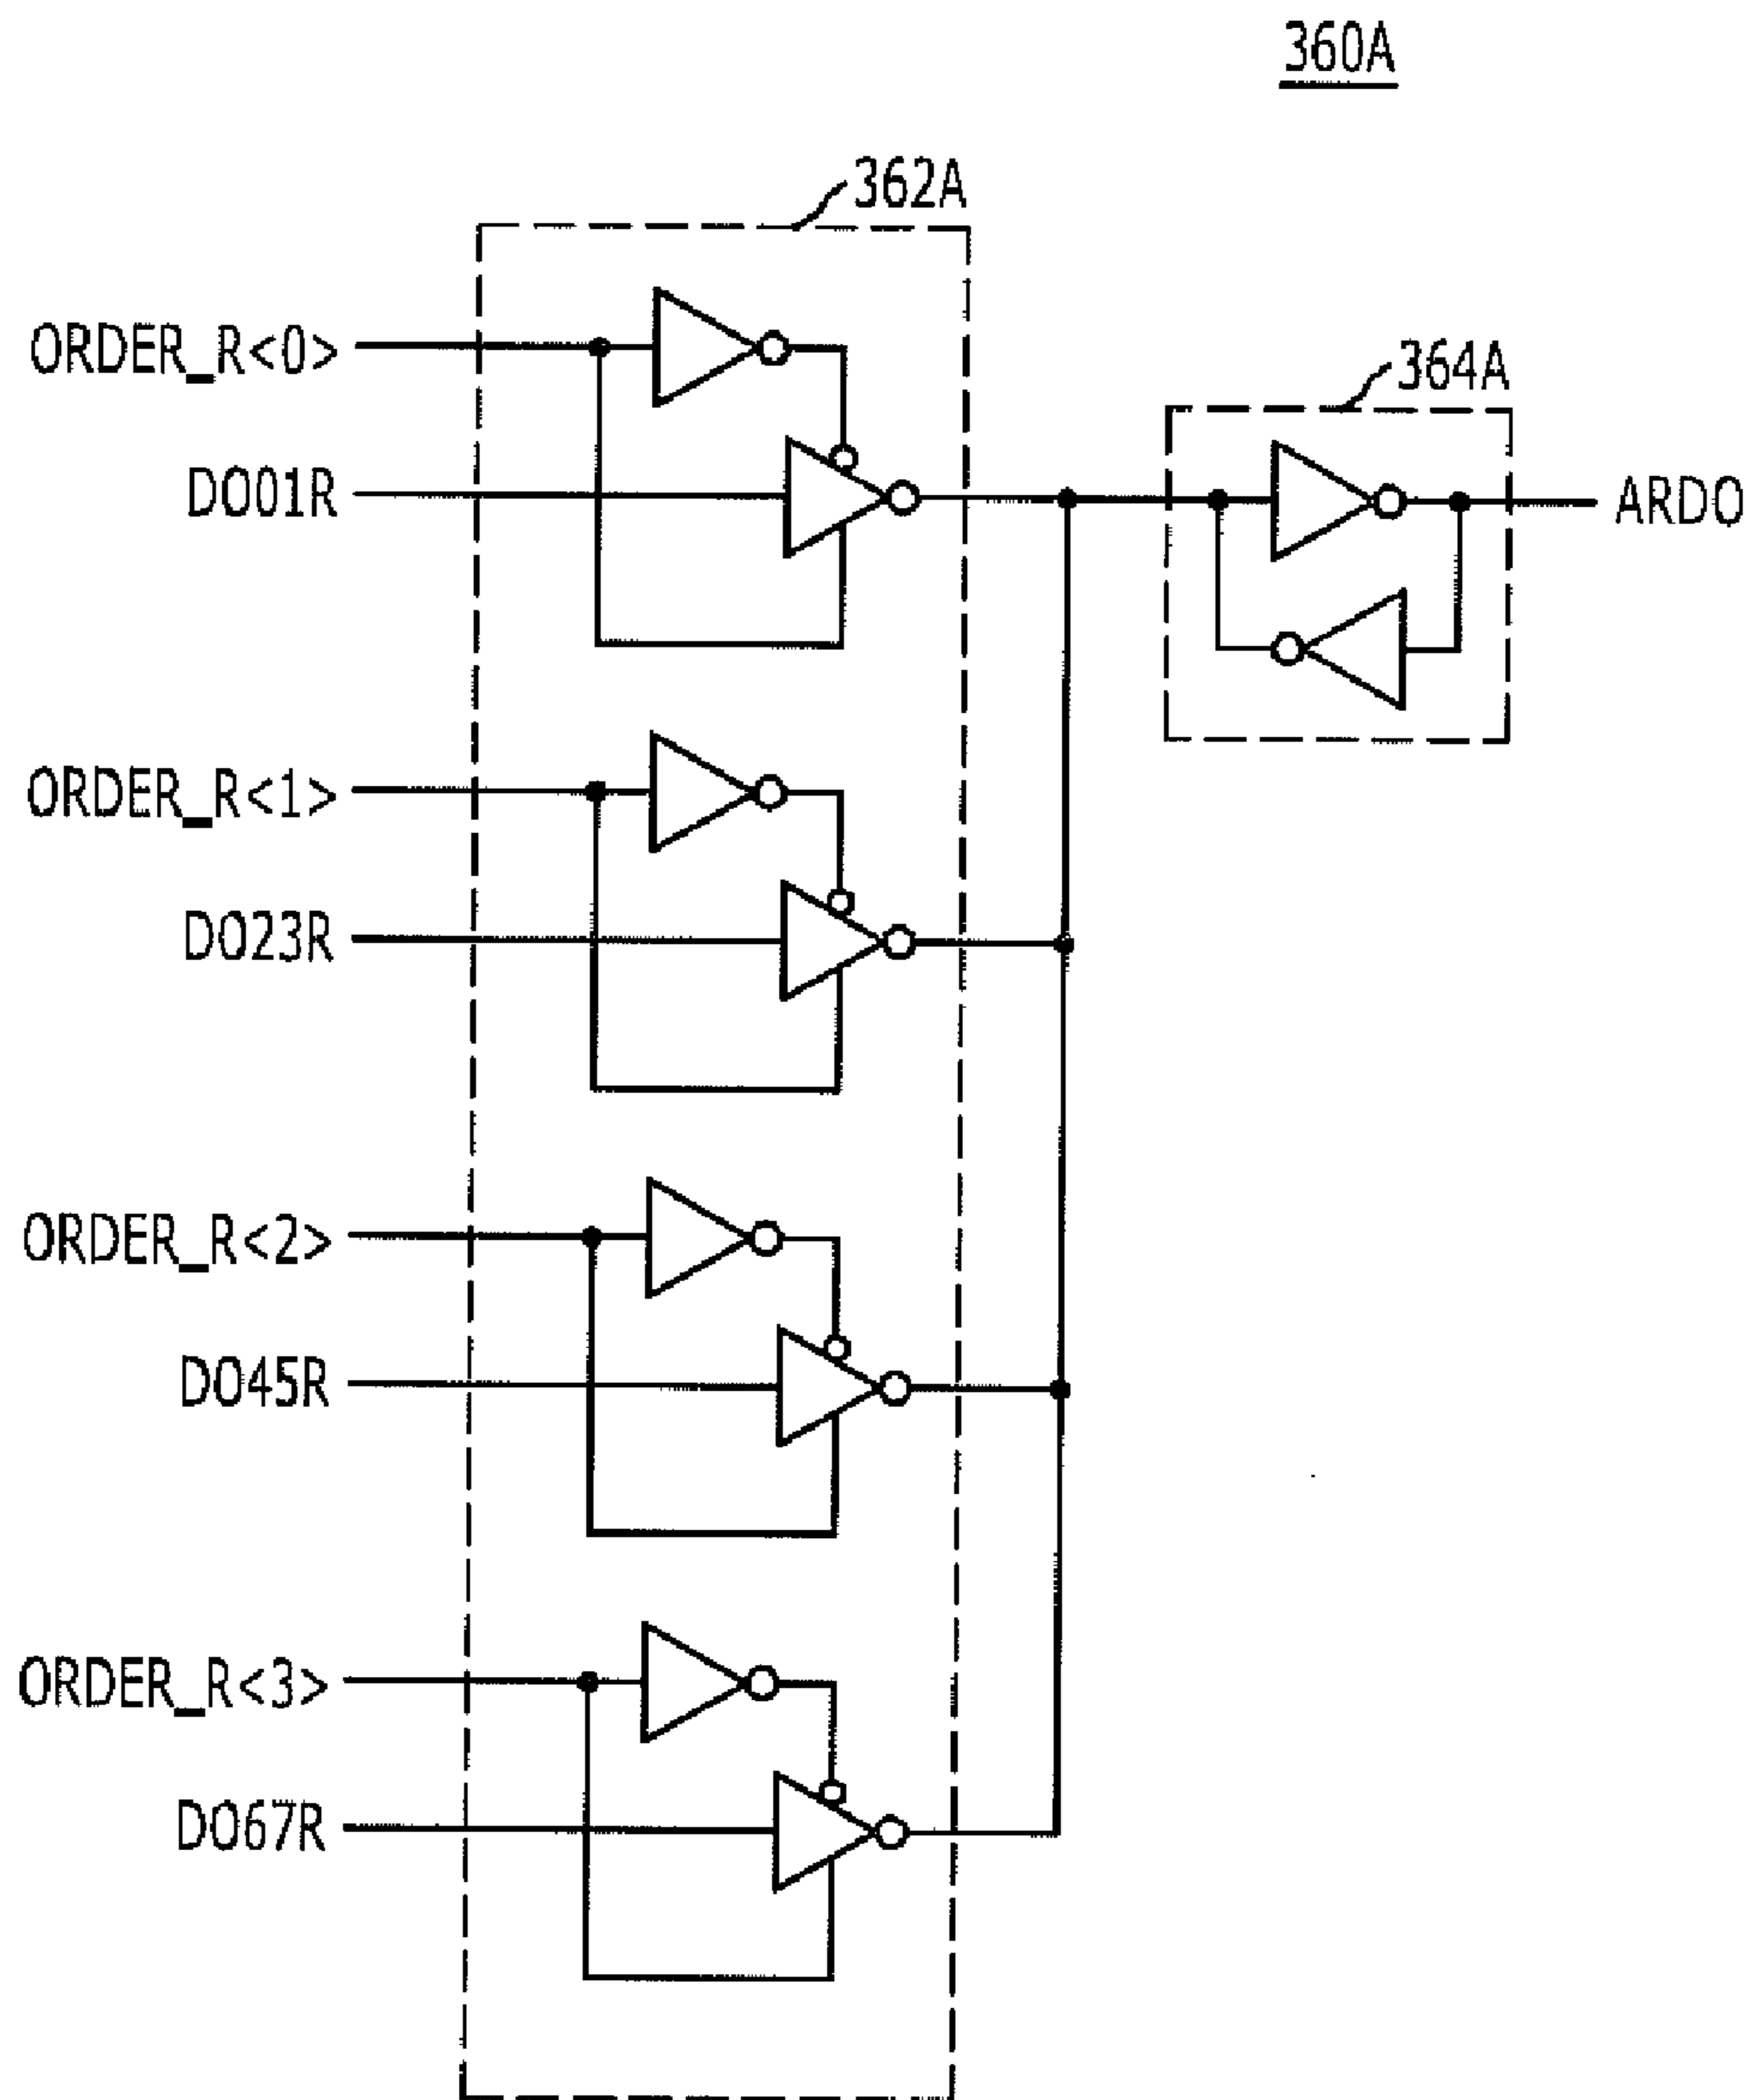 360A
362A
ORDER_R<0>
364A
DO01R
ARDO
ORDER_R<1>
DO23R
ORDER_R<2>
DO45R
ORDER_R<3>
DO67R